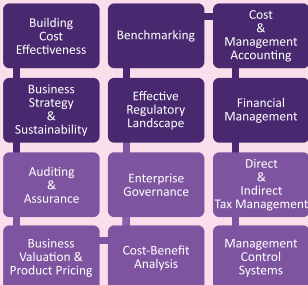 Building
Cost
Effectiveness
Benchmarking
Cost
&
Management
Accounting
Business
Strategy
&
Sustainability
Effective
Regulatory
Landscape
Financial
Management
Auditing
&
Assurance
Enterprise
Governance
Direct
&
Indirect
Tax Management
Business
Valuation &
Product Pricing
Cost-Benefit
Analysis
Management
Control
Systems